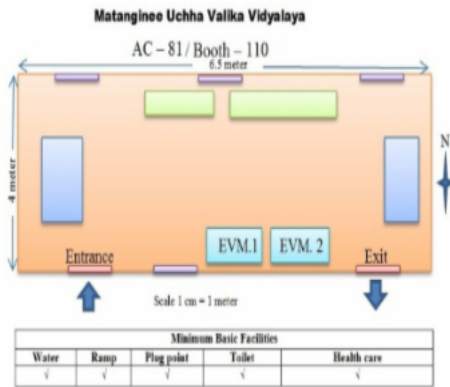 Matanginee Uchha Valika Vidyalaya
AC – 81/ Booth – 110
6.5 meter
4 meter
N
EVM.1 EVM. 2
Entrance Exit
Scale 1 cm = 1 meter
Minimum Basic Facilities
Water Ramp Plug point Toilet Health care
√ √ √ √ √